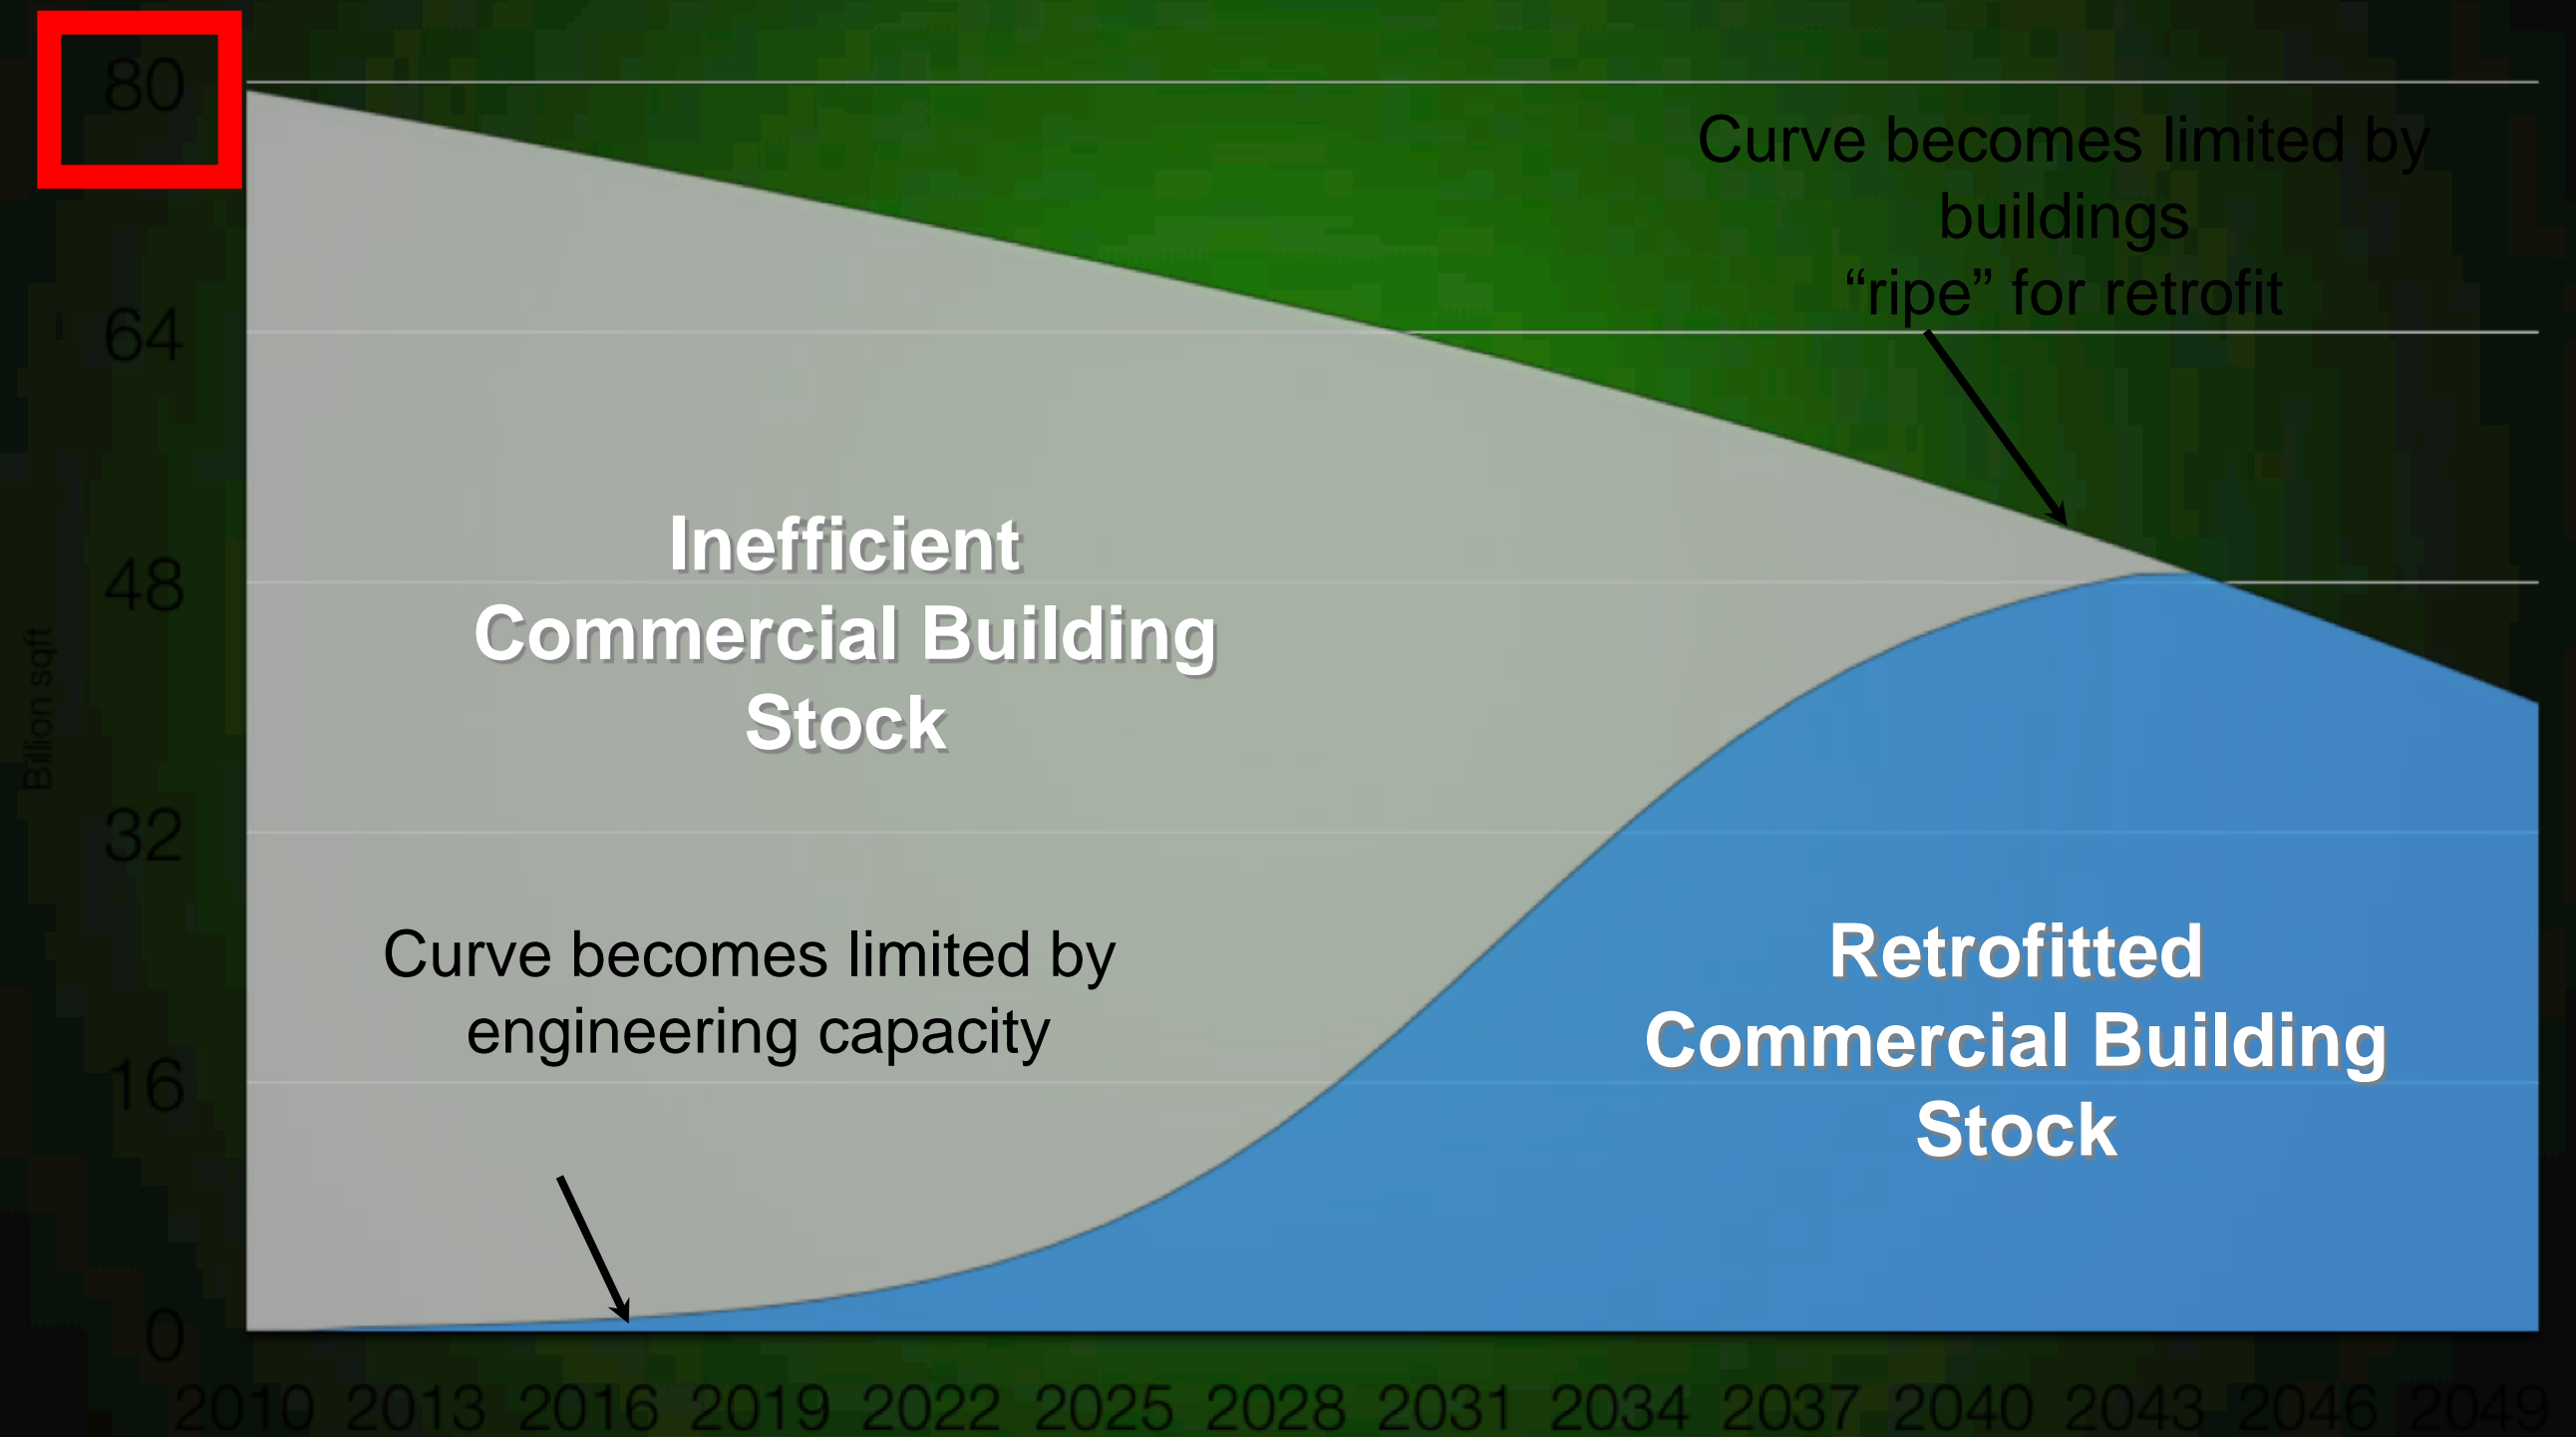 80
64
48
32
16
0
Billion sqft
Curve becomes limited by
buildings
“ripe” for retrofit
Inefficient
Commercial Building
Stock
Curve becomes limited by
engineering capacity
Retrofitted
Commercial Building
Stock
2010 2013 2016 2019 2022 2025 2028 2031 2034 2037 2040 2043 2046 2049